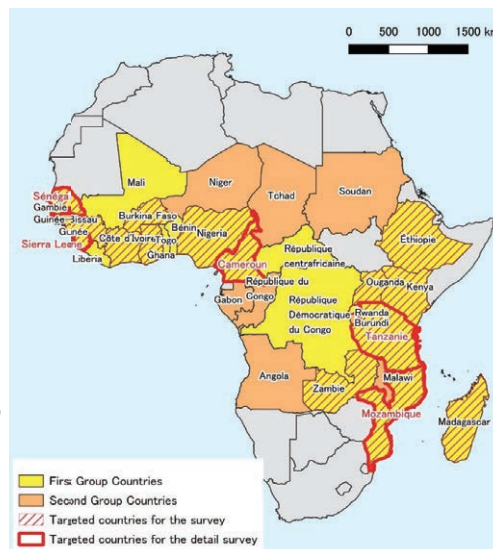 0 500 1000 1500 km
Mali
Niger
Tchad
Soudan
Sénégal
Gambie
Guinée-Bissau
Guinée
Sierra Leone
Liberia
Burkina Faso
Côte d'Ivoire
Ghana
Togo
Bénin
Nigeria
Cameroun
République
centrafricaine
Éthiopie
Ouganda
Kenya
Gabon
République du
Congo
République
Démocratique
du Congo
Rwanda
Burundi
Tanzanie
Angola
Zambie
Malawi
Mozambique
Madagascar
First Group Countries
Second Group Countries
Targeted countries for the survey
Targeted countries for the detail survey